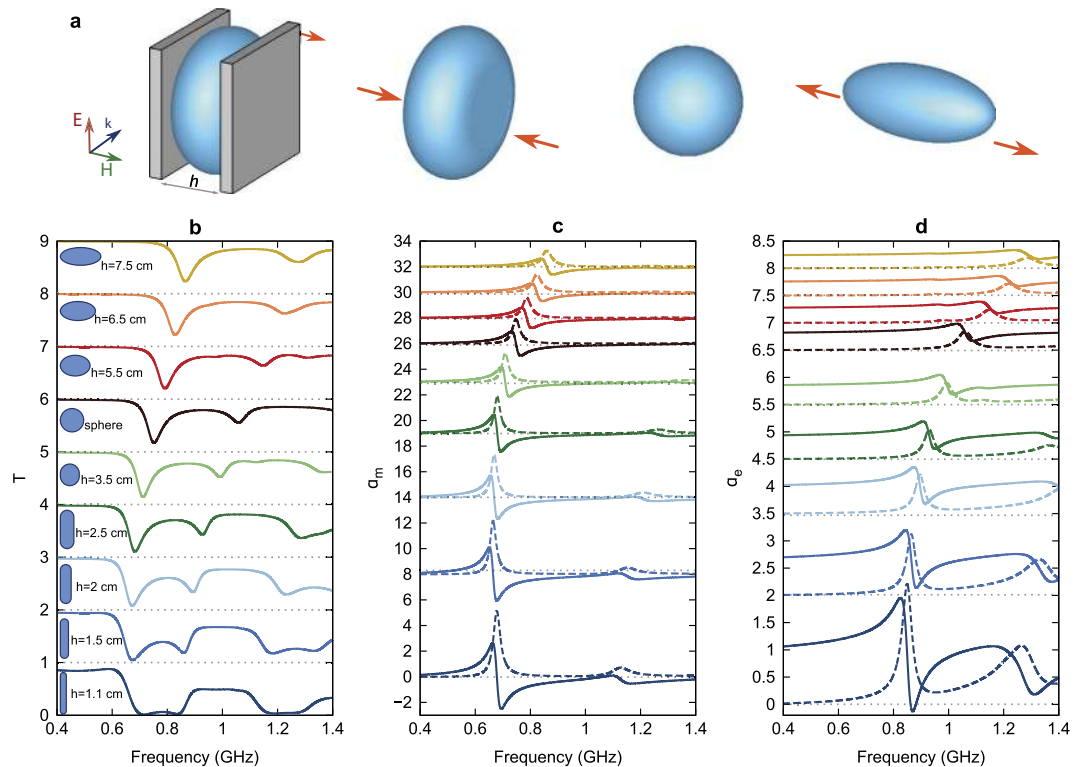 a
E
k
H
h
b
c
d
9
8
7
6
5
4
3
2
1
0
T
h=7.5 cm
h=6.5 cm
h=5.5 cm
sphere
h=3.5 cm
h=2.5 cm
h=2 cm
h=1.5 cm
h=1.1 cm
0.4 0.6 0.8 1 1.2 1.4
Frequency (GHz)
34
32
30
28
26
24
22
20
18
16
14
12
10
8
6
4
2
0
−2
αm
0.4 0.6 0.8 1 1.2 1.4
Frequency (GHz)
8.5
8
7.5
7
6.5
6
5.5
5
4.5
4
3.5
3
2.5
2
1.5
1
0.5
0
αe
0.4 0.6 0.8 1 1.2 1.4
Frequency (GHz)